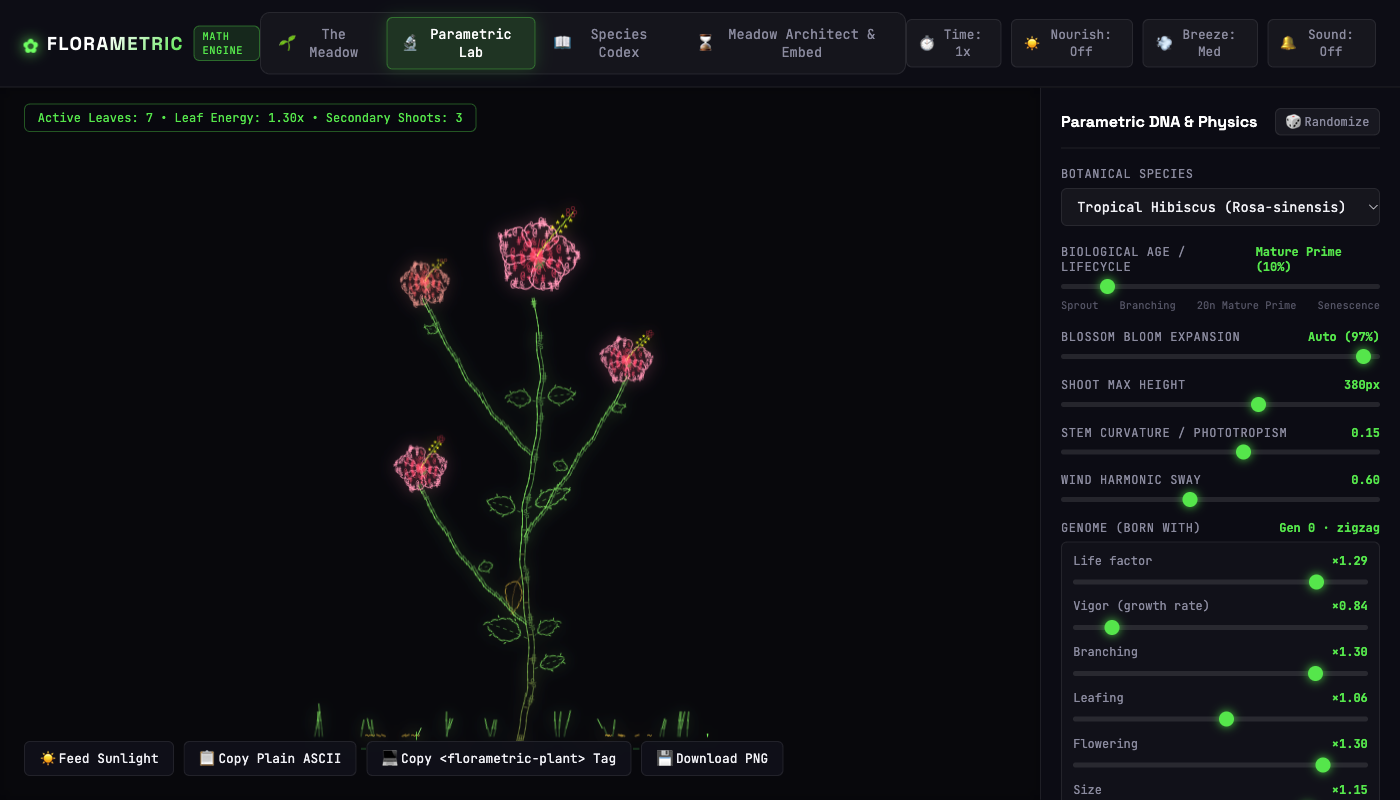 FLORAMETRIC
MATH
ENGINE
The
Meadow
Parametric
Lab
Species
Codex
Meadow Architect &
Embed
Time:
1x
Nourish:
Off
Breeze:
Med
Sound:
Off
Active Leaves: 7 • Leaf Energy: 1.30x • Secondary Shoots: 3
Parametric DNA & Physics
Randomize
BOTANICAL SPECIES
Tropical Hibiscus (Rosa-sinensis)
BIOLOGICAL AGE /
LIFECYCLE
Mature Prime
(10%)
Sprout Branching 20n Mature Prime Senescence
BLOSSOM BLOOM EXPANSION Auto (97%)
SHOOT MAX HEIGHT 380px
STEM CURVATURE / PHOTOTROPISM 0.15
WIND HARMONIC SWAY 0.60
GENOME (BORN WITH) Gen 0 · zigzag
Life factor ×1.29
Vigor (growth rate) ×0.84
Branching ×1.30
Leafing ×1.06
Flowering ×1.30
Size ×1.15
Feed Sunlight
Copy Plain ASCII
Copy <florametric-plant> Tag
Download PNG